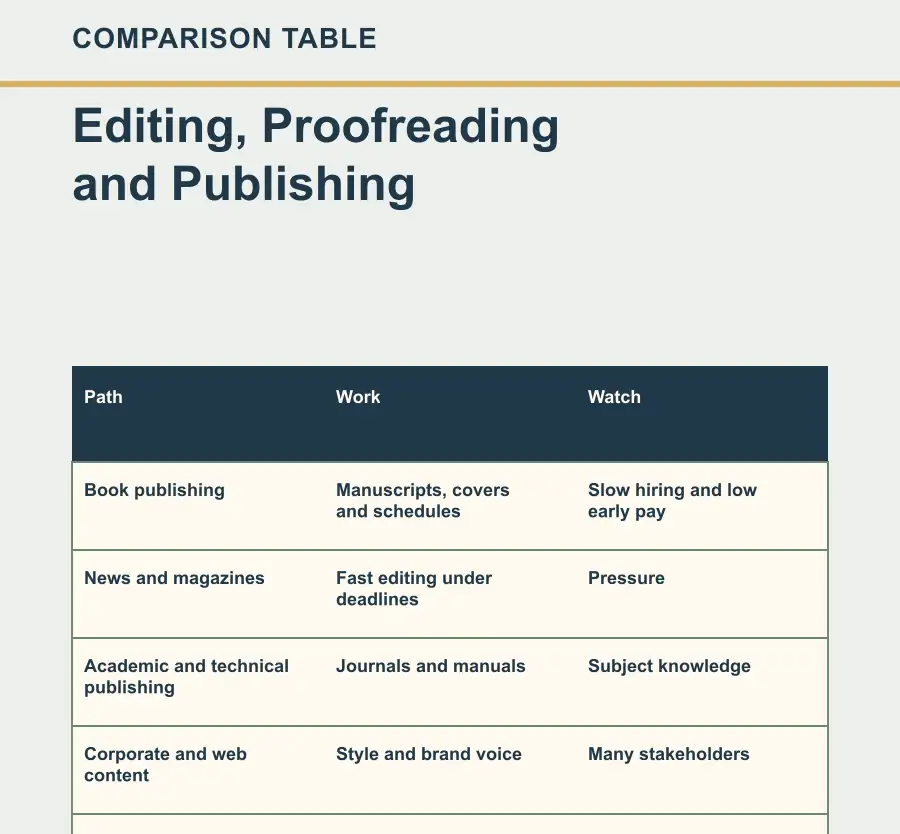 COMPARISON TABLE
Editing, Proofreading
and Publishing
Path Work Watch
Book publishing
Manuscripts, covers
and schedules
Slow hiring and low
early pay
News and magazines
Fast editing under
deadlines
Pressure
Academic and technical
publishing
Journals and manuals
Subject knowledge
Corporate and web
content
Style and brand voice
Many stakeholders